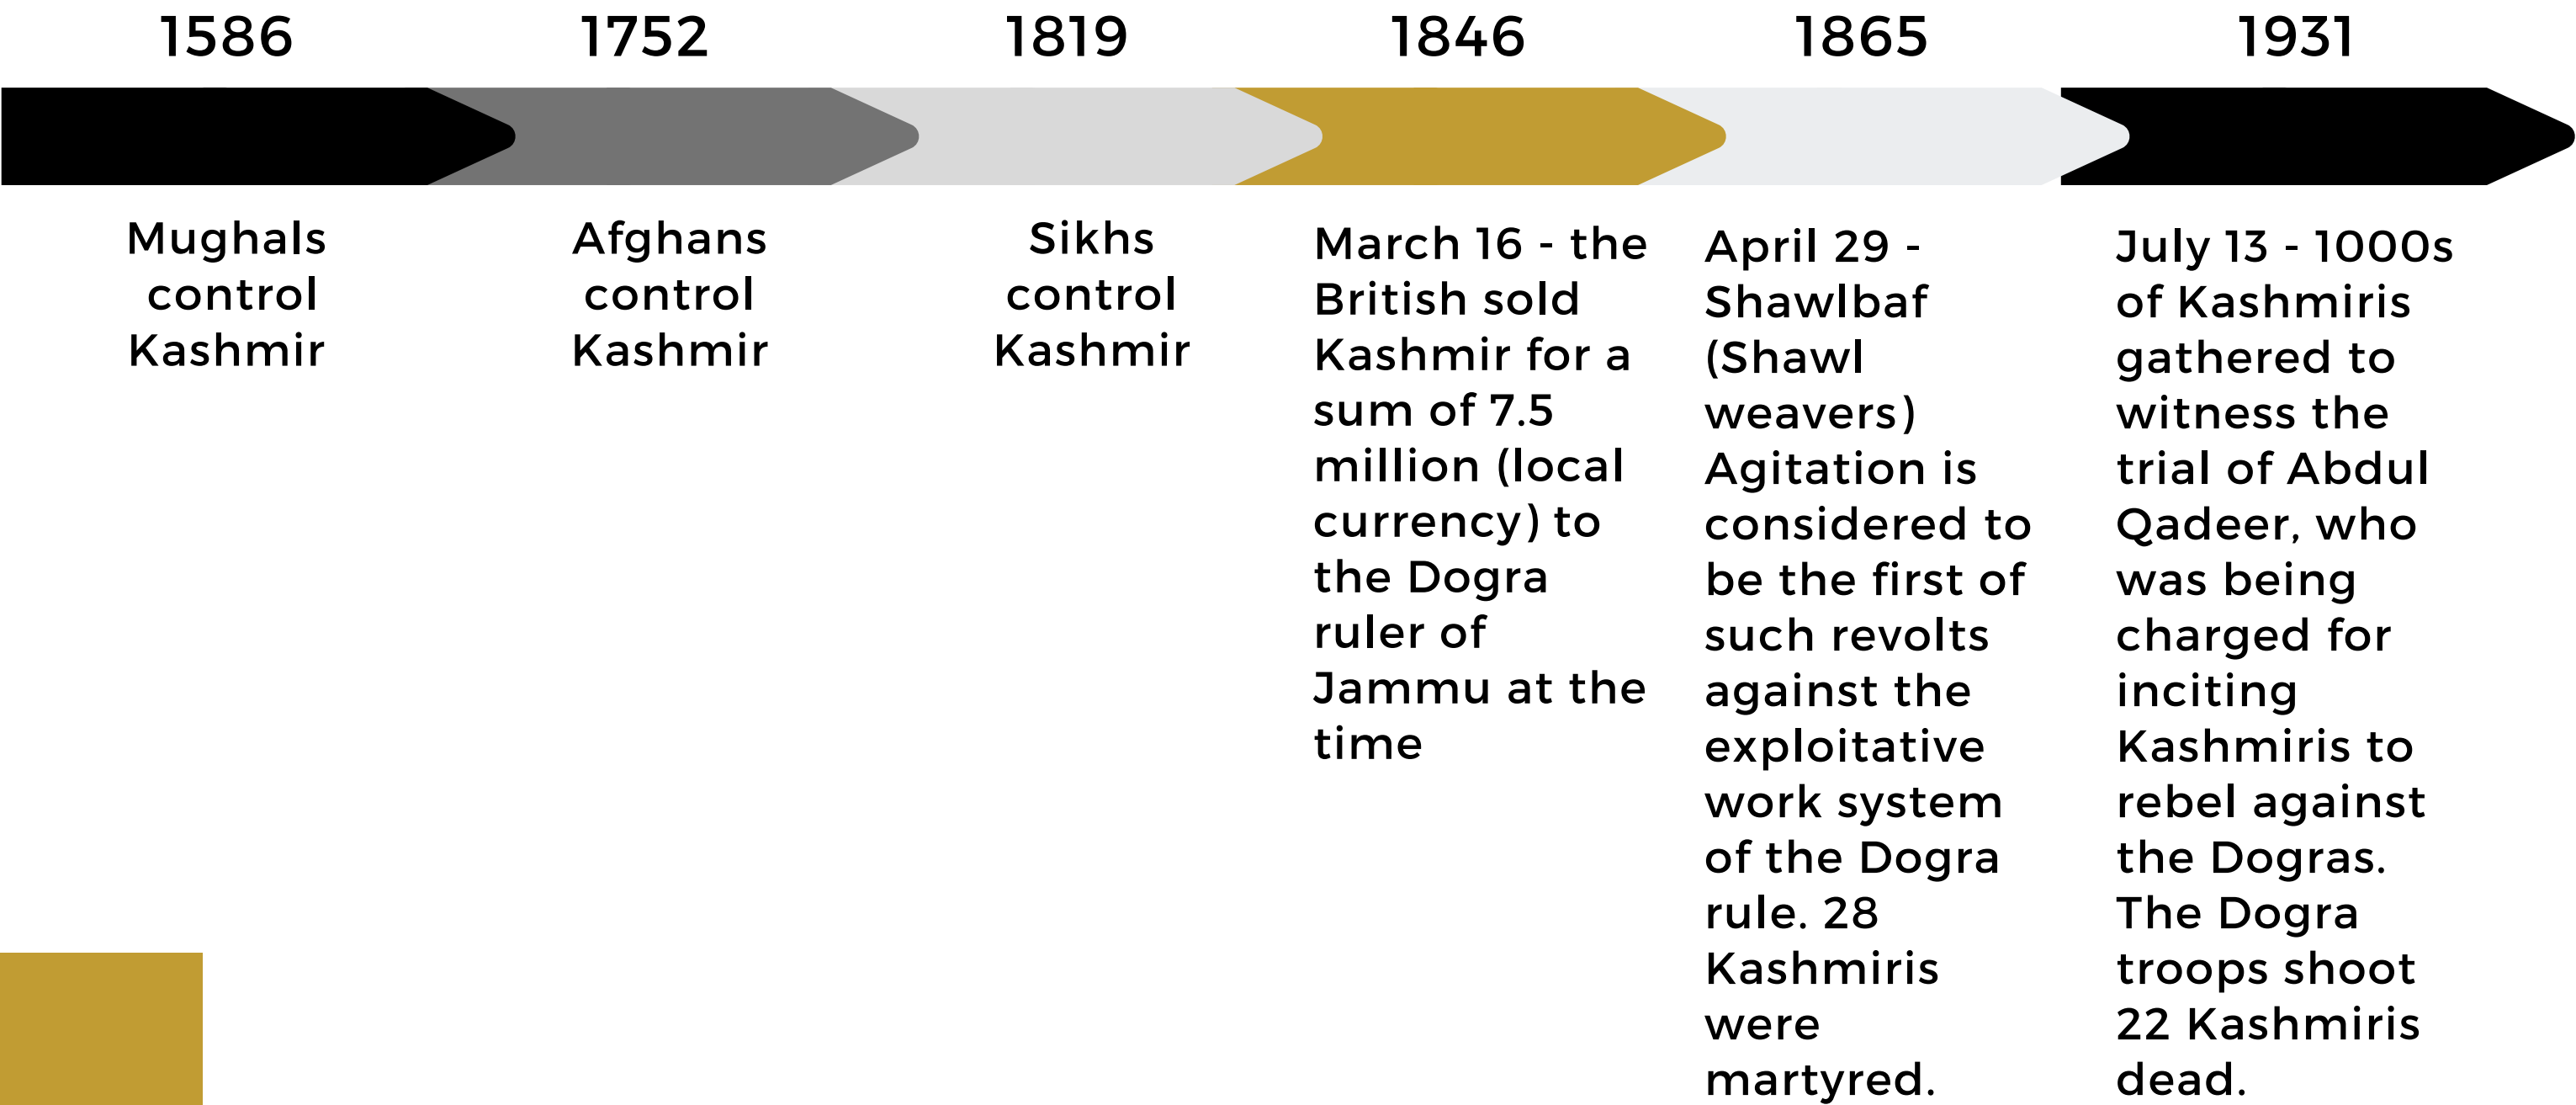 1586
Mughals
control
Kashmir
1752
Afghans
control
Kashmir
1819
Sikhs
control
Kashmir
1846
March 16 - the
British sold
Kashmir for a
sum of 7.5
million (local
currency) to
the Dogra
ruler of
Jammu at the
time
1865
April 29 -
Shawlbaf
(Shawl
weavers)
Agitation is
considered to
be the first of
such revolts
against the
exploitative
work system
of the Dogra
rule. 28
Kashmiris
were
martyred.
1931
July 13 - 1000s
of Kashmiris
gathered to
witness the
trial of Abdul
Qadeer, who
was being
charged for
inciting
Kashmiris to
rebel against
the Dogras.
The Dogra
troops shoot
22 Kashmiris
dead.